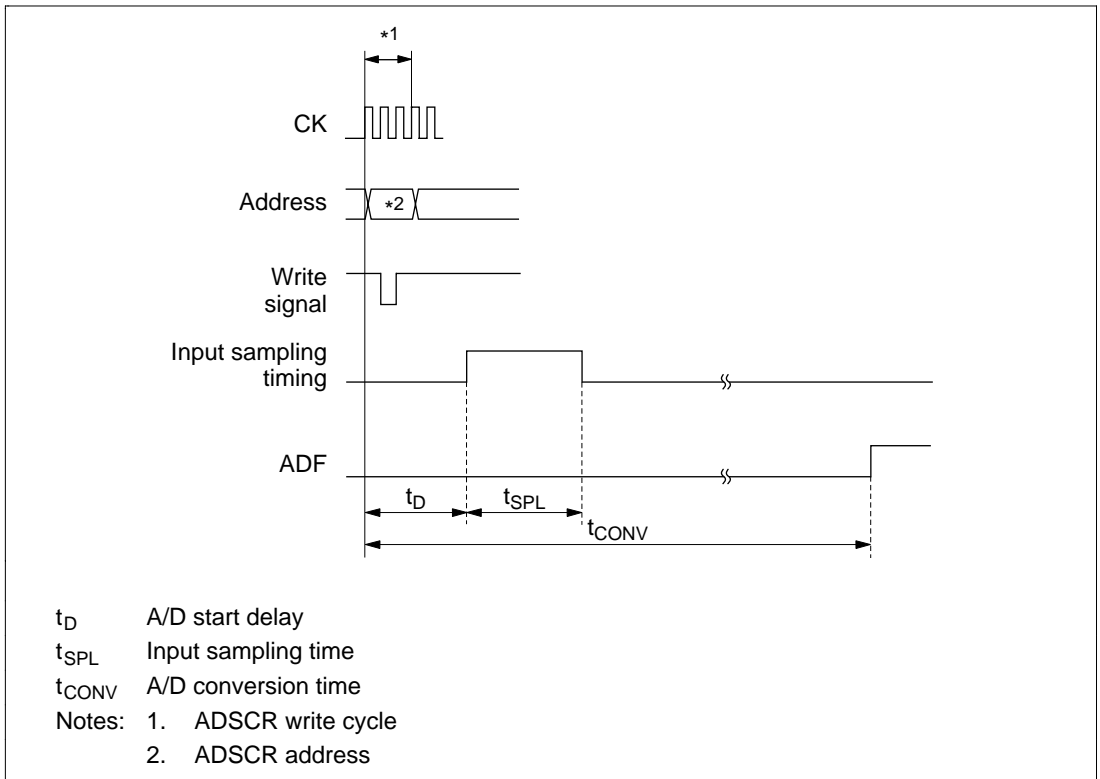 *1
CK
Address
*2
Write
signal
Input sampling
timing
ADF
tD
tSPL
tCONV
tD A/D start delay
tSPL Input sampling time
tCONV A/D conversion time
Notes: 1. ADSCR write cycle
2. ADSCR address